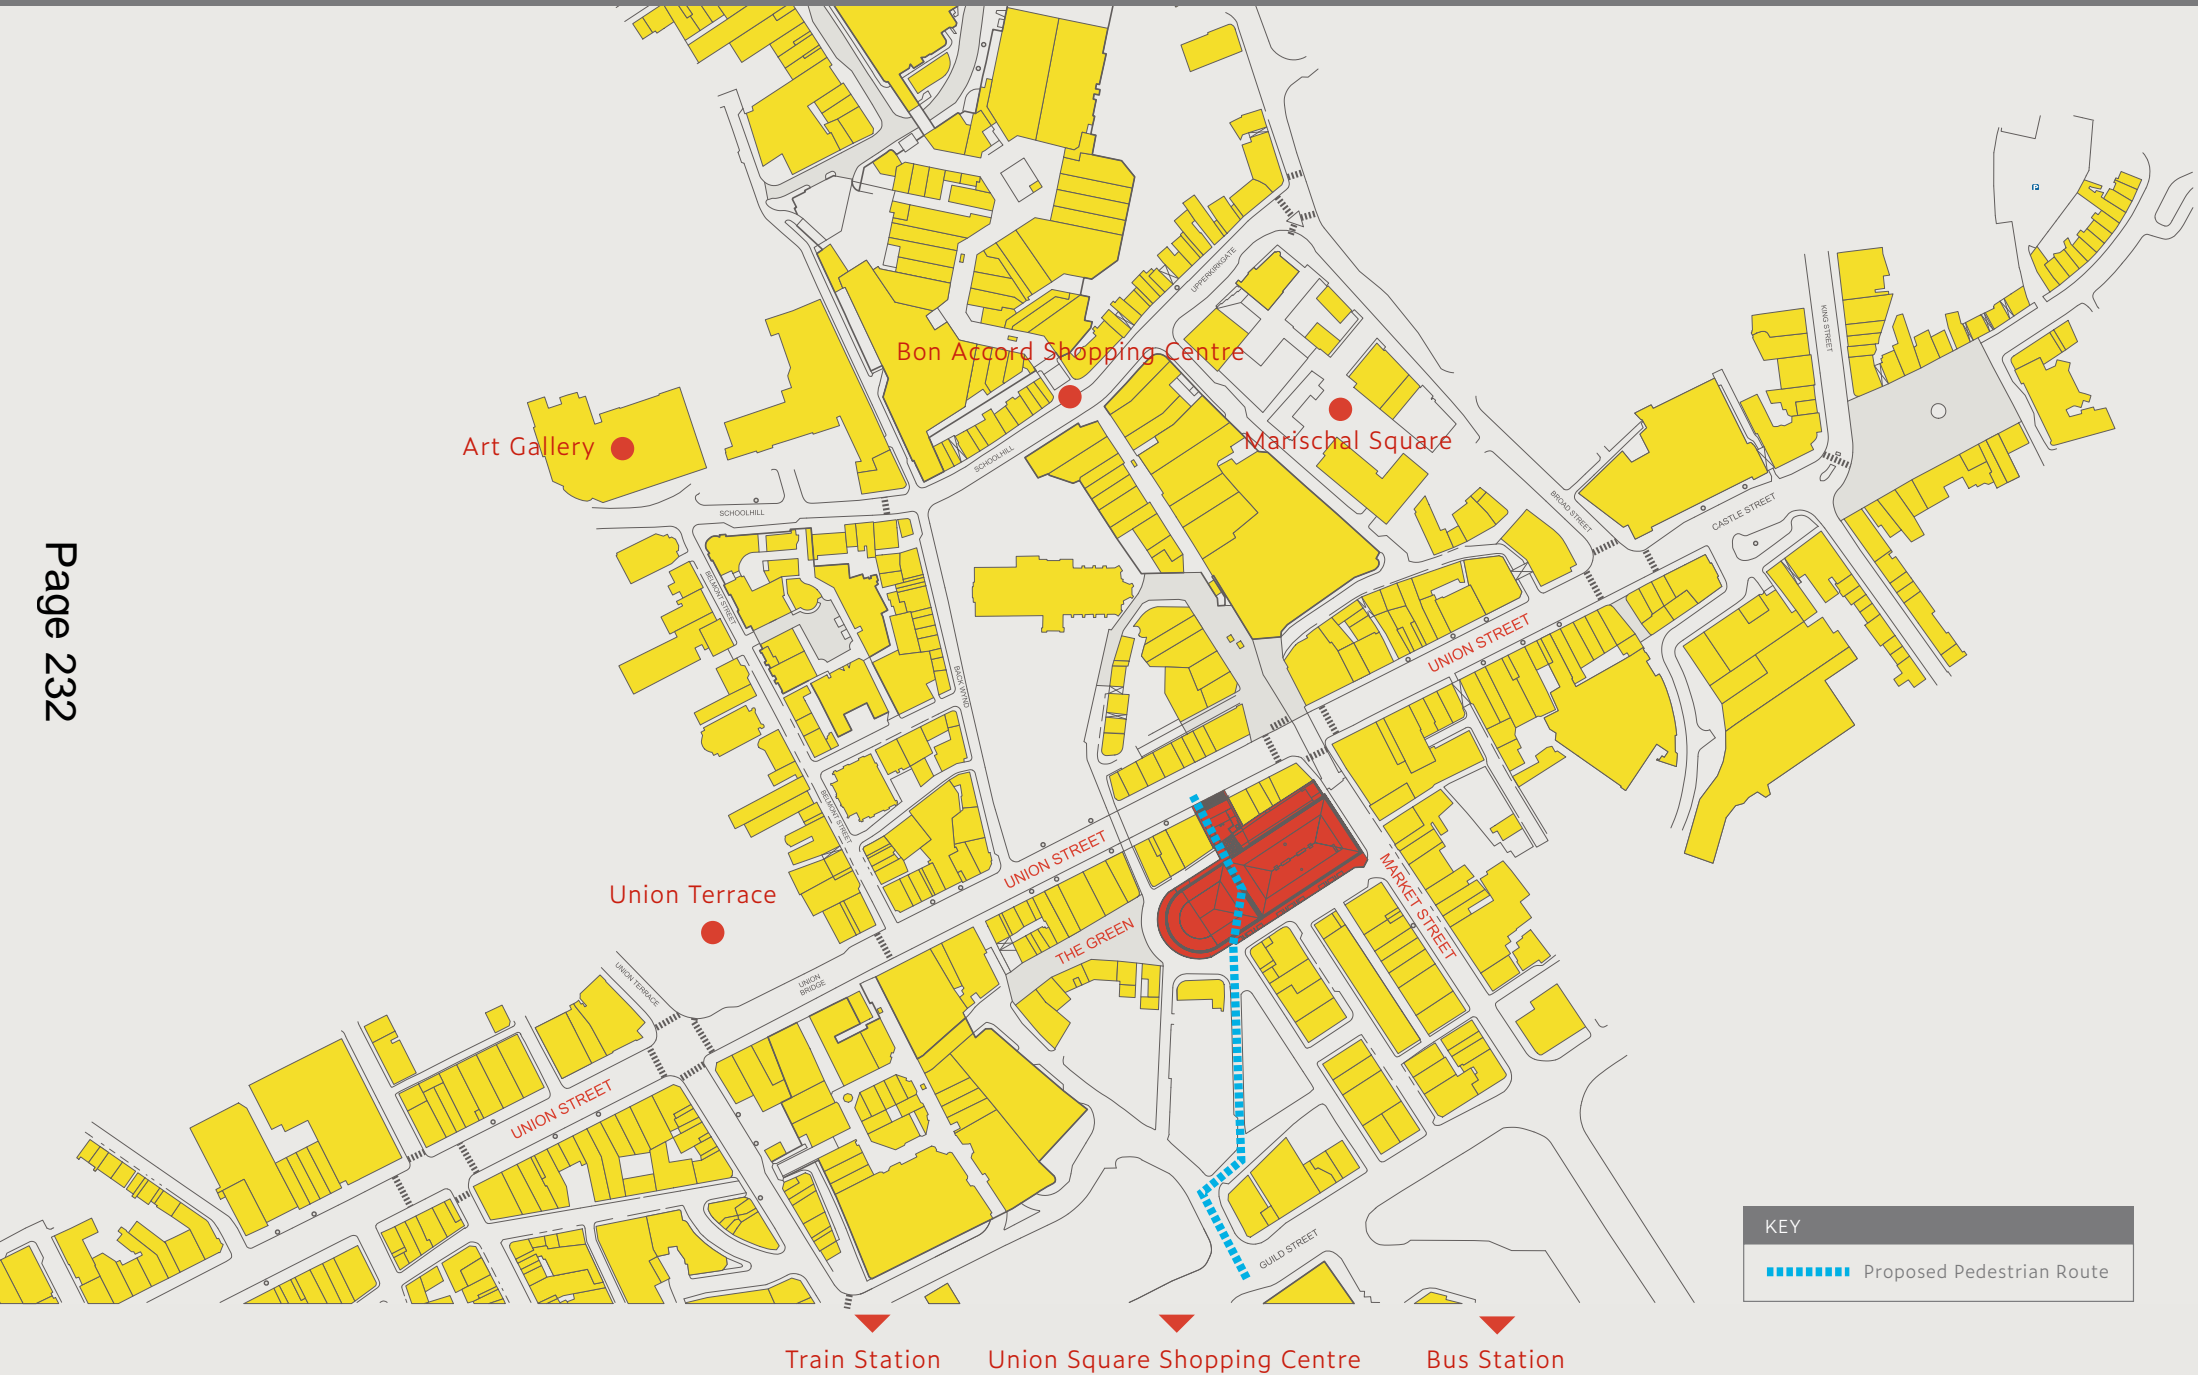 UPPERKIRKGATE
KING STREET
Bon Accord Shopping Centre
Art Gallery
Marischal Square
SCHOOLHILL
SCHOOLHILL
BROAD STREET
CASTLE STREET
Page 232
BELMONT STREET
UNION STREET
BACK WYND
BELMONT STREET
UNION STREET
MARKET STREET
Union Terrace
THE GREEN
UNION TERRACE
UNION
BRIDGE
UNION STREET
GUILD STREET
KEY
Proposed Pedestrian Route
P
Train Station
Union Square Shopping Centre
Bus Station